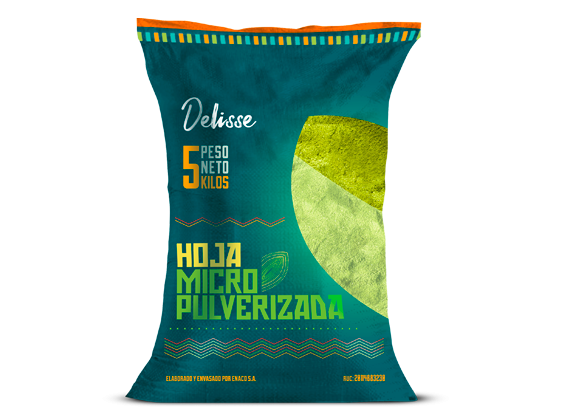 Delisse
5 PESO
NETO
KILOS
HOJA
MICRO
PULVERIZADA
ELABORADO Y ENVASADO POR ENACO S.A.